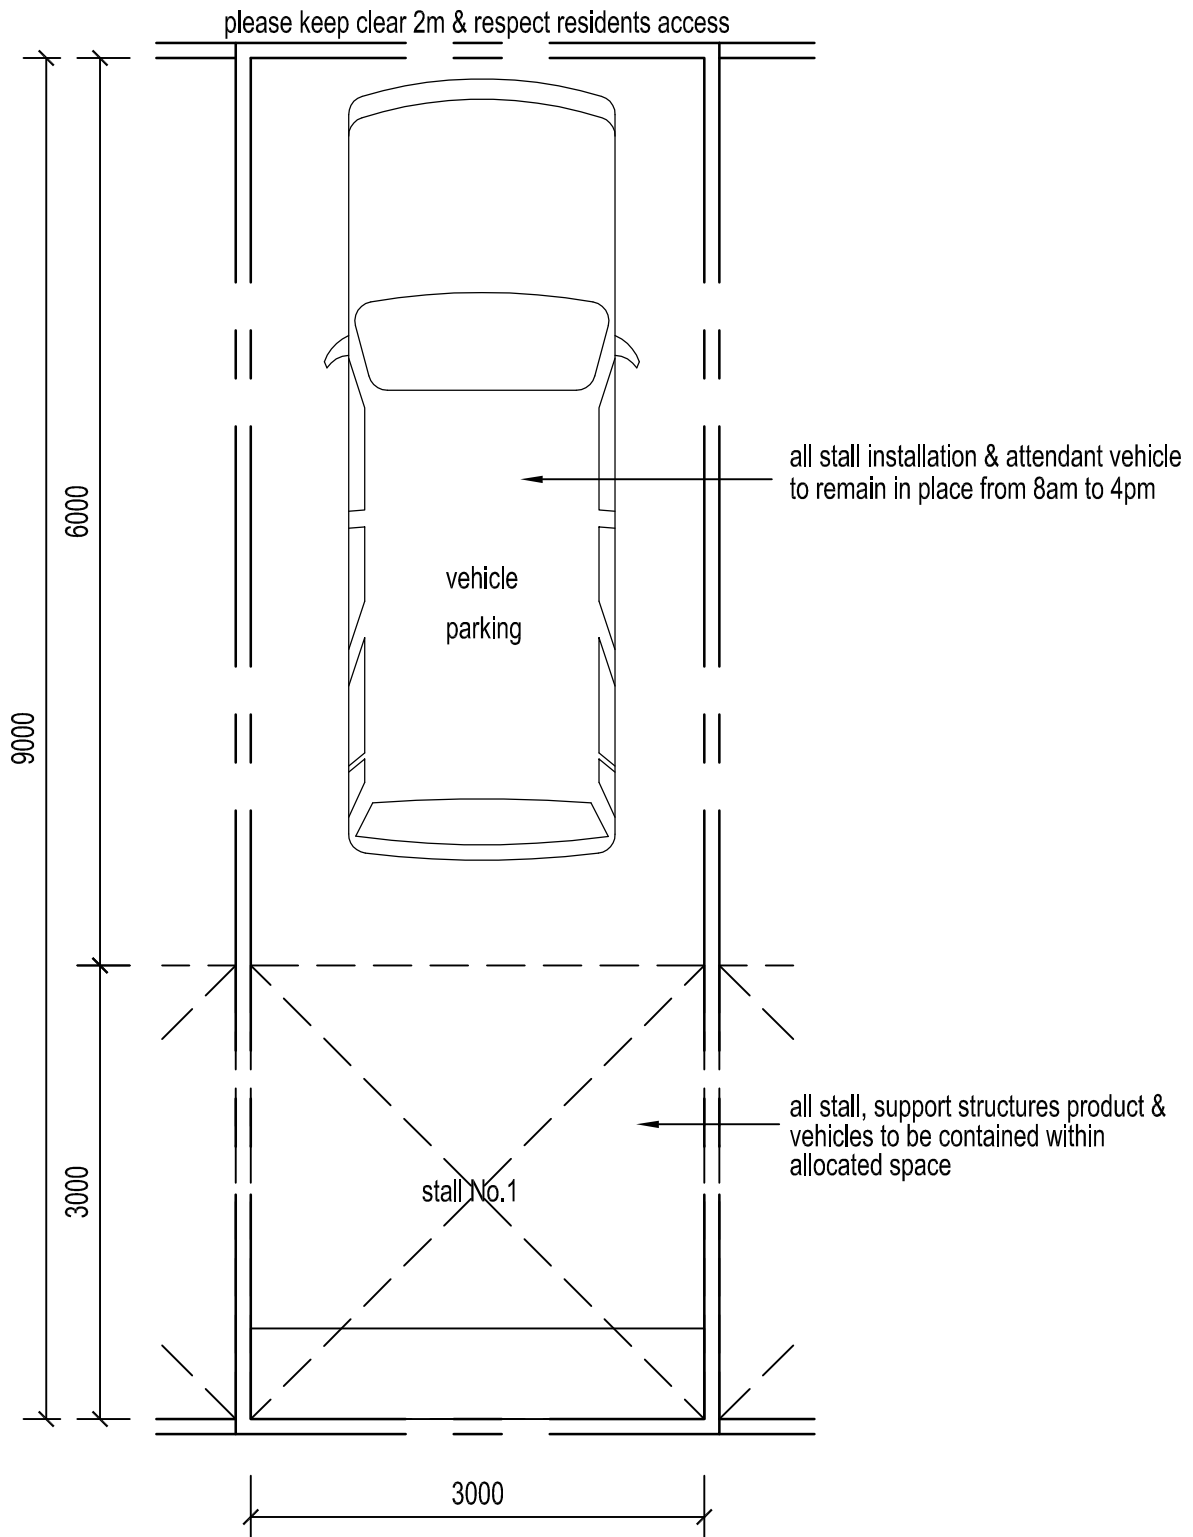 please keep clear 2m & respect residents access
all stall installation & attendant vehicle
to remain in place from 8am to 4pm
6000
vehicle
parking
9000
all stall, support structures product &
vehicles to be contained within
allocated space
3000
stall No.1
3000